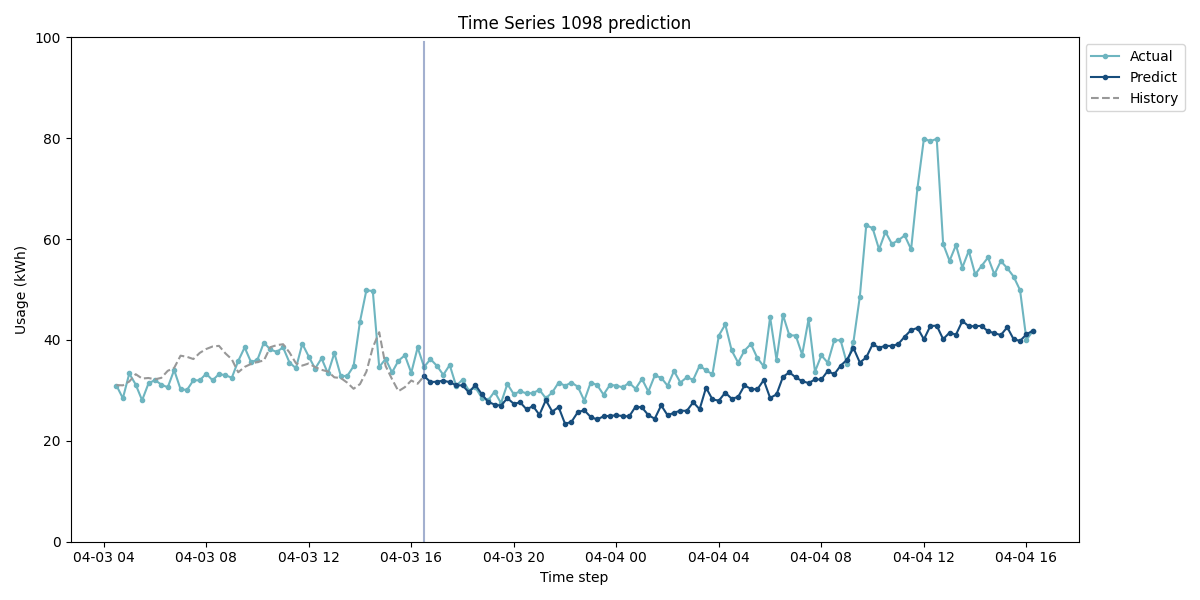 Time Series 1098 prediction
100
80
60
40
20
0
Usage (kWh)
04-03 04
04-03 08
04-03 12
04-03 16
04-03 20
04-04 00
04-04 04
04-04 08
04-04 12
04-04 16
Time step
Actual
Predict
History